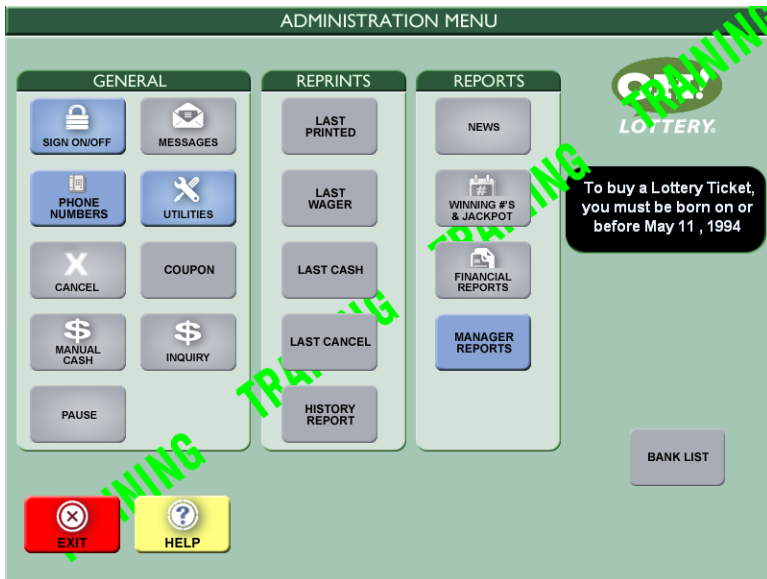 ADMINISTRATION MENU
GENERAL
SIGN ON/OFF
MESSAGES
PHONE
NUMBERS
UTILITIES
X
CANCEL
COUPON
$
MANUAL
CASH
$
INQUIRY
PAUSE
REPRINTS
LAST
PRINTED
LAST
WAGER
LAST CASH
LAST CANCEL
HISTORY
REPORT
REPORTS
NEWS
#
WINNING #'S
& JACKPOT
FINANCIAL
REPORTS
MANAGER
REPORTS
LOTTERY.
To buy a Lottery Ticket,
you must be born on or
before May 11 , 1994
BANK LIST
EXIT
?
HELP
TRAINING
TRAINING
TRAINING
TRAINING